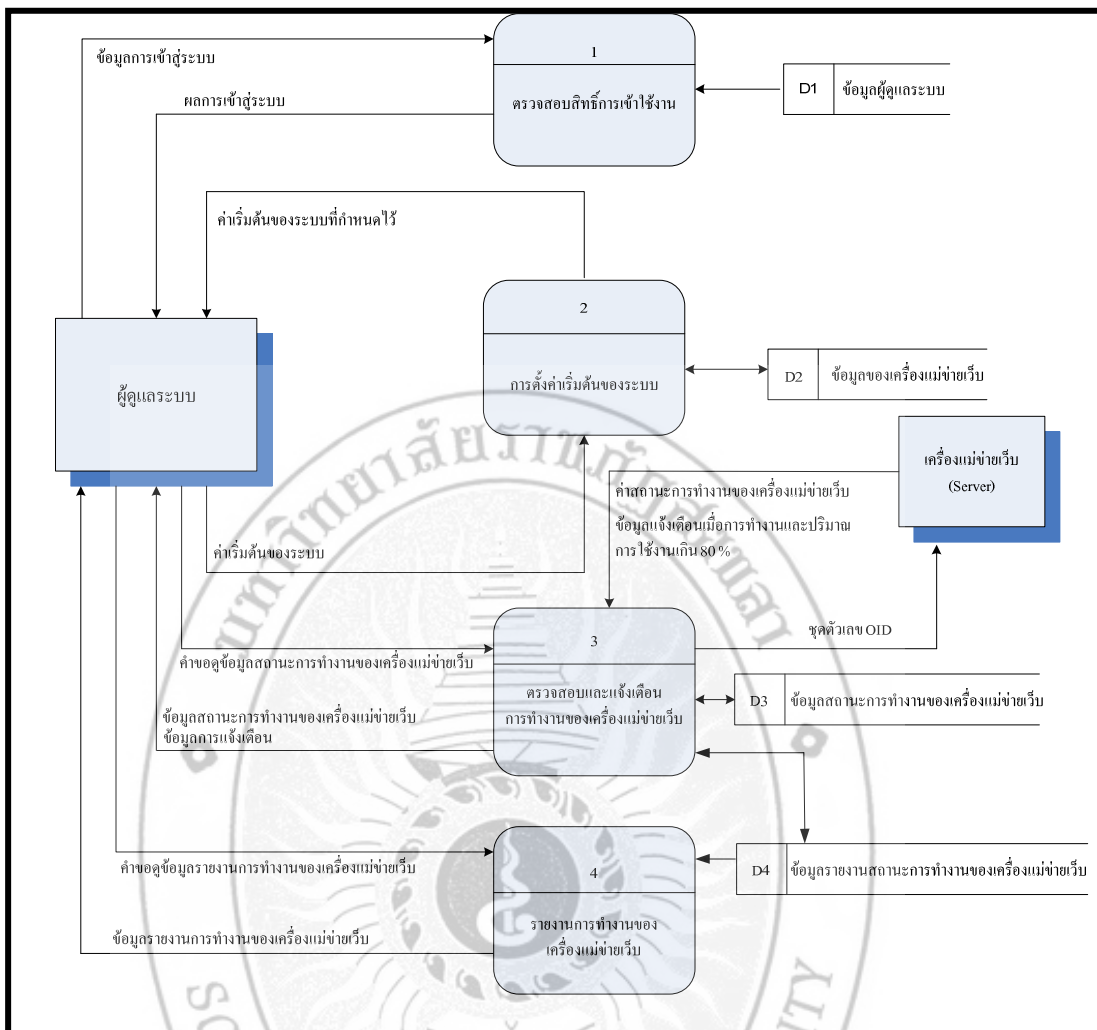 ข้อมูลการเข้าสู่ระบบ
ผลการเข้าสู่ระบบ
1
ตรวจสอบสิทธิ์การเข้าใช้งาน
D1
ข้อมูลผู้ดูแลระบบ
ค่าเริ่มต้นของระบบที่กำหนดไว้
2
การตั้งค่าเริ่มต้นของระบบ
D2
ข้อมูลของเครื่องแม่ข่ายเว็บ
ผู้ดูแลระบบ
เครื่องแม่ข่ายเว็บ
(Server)
ค่าสถานะการทำงานของเครื่องแม่ข่ายเว็บ
ข้อมูลแจ้งเตือนเมื่อการทำงานและปริมาณ
การใช้งานเกิน 80 %
ค่าเริ่มต้นของระบบ
ชุดตัวเลข OID
3
ตรวจสอบและแจ้งเตือน
การทำงานของเครื่องแม่ข่ายเว็บ
D3
ข้อมูลสถานะการทำงานของเครื่องแม่ข่ายเว็บ
คำขอดูข้อมูลสถานะการทำงานของเครื่องแม่ข่ายเว็บ
ข้อมูลสถานะการทำงานของเครื่องแม่ข่ายเว็บ
ข้อมูลการแจ้งเตือน
คำขอดูข้อมูลรายงานการทำงานของเครื่องแม่ข่ายเว็บ
4
รายงานการทำงานของ
เครื่องแม่ข่ายเว็บ
D4
ข้อมูลรายงานสถานะการทำงานของเครื่องแม่ข่ายเว็บ
ข้อมูลรายงานการทำงานของเครื่องแม่ข่ายเว็บ
มหาวิทยาลัยราชภัฏสงขลา